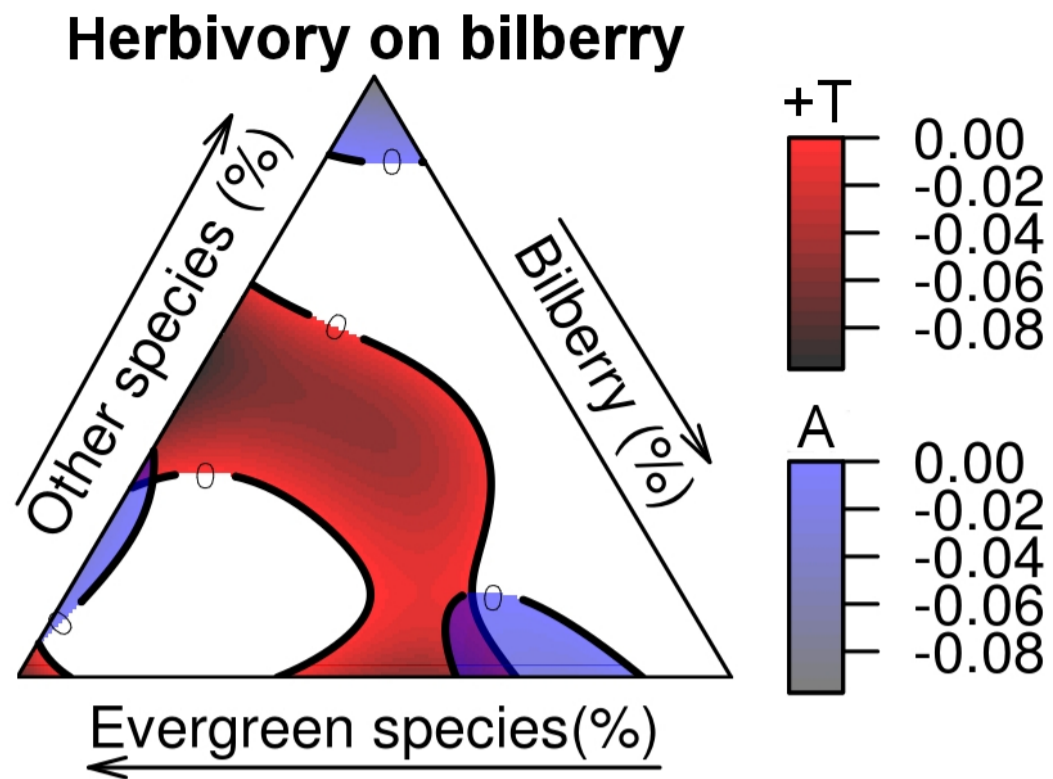 Herbivory on bilberry
Other species (%)
Bilberry (%)
Evergreen species(%)
0
0
0
0
0
+T
0.00
-0.02
-0.04
-0.06
-0.08
A
0.00
-0.02
-0.04
-0.06
-0.08